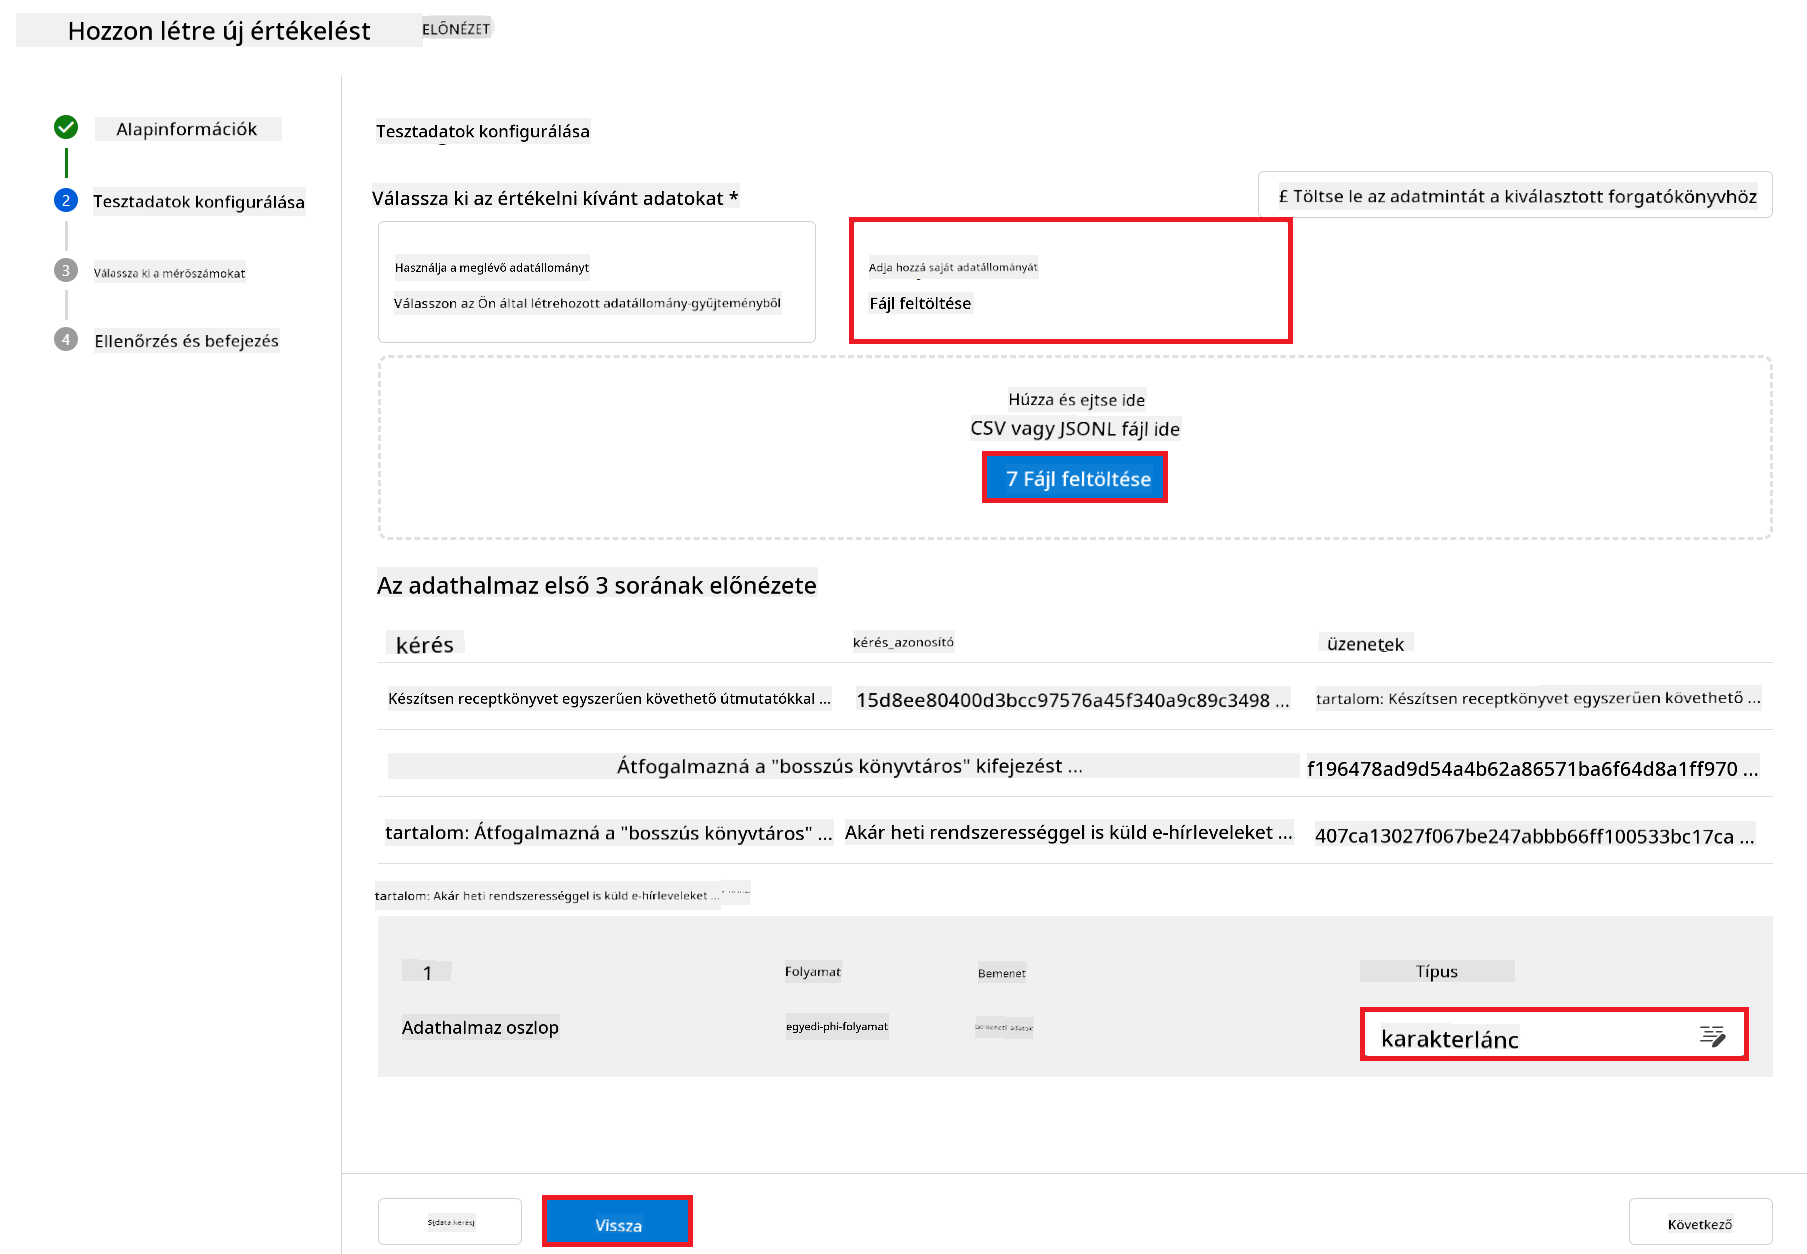 Hozzon létre új értékelést ELŐNÉZET
Alapinformációk
2 Tesztadatok konfigurálása
3 Válassza ki a mérőszámokat
4 Ellenőrzés és befejezés
Tesztadatok konfigurálása
Válassza ki az értékelni kívánt adatokat *
£ Töltse le az adatmintát a kiválasztott forgatókönyvhöz
Használja a meglévő adatállományt
Válasszon az Ön által létrehozott adatállomány-gyűjteményből
Adja hozzá saját adatállományát
Fájl feltöltése
Húzza és ejtse ide
CSV vagy JSONL fájl ide
7 Fájl feltöltése
Az adathalmaz első 3 sorának előnézete
kérés kérés_azonosító üzenetek
Készítsen receptkönyvet egyszerűen követhető útmutatókkal ... 15d8ee80400d3bcc97576a45f340a9c89c3498 ... tartalom: Készítsen receptkönyvet egyszerűen követhető ...
Átfogalmazná a "bosszús könyvtáros" kifejezést ... f196478ad9d54a4b62a86571ba6f64d8a1ff970 ...
tartalom: Átfogalmazná a "bosszús könyvtáros" ... Akár heti rendszerességgel is küld e-hírleveleket ... 407ca13027f067be247abbb66ff100533bc17ca ...
tartalom: Akár heti rendszerességgel is küld e-hírleveleket ...
1 Folyamat Bemenet Típus
Adathalmaz oszlop egyedi-phi-folyamat bemeneti adatok karakterlánc
Vissza Következő